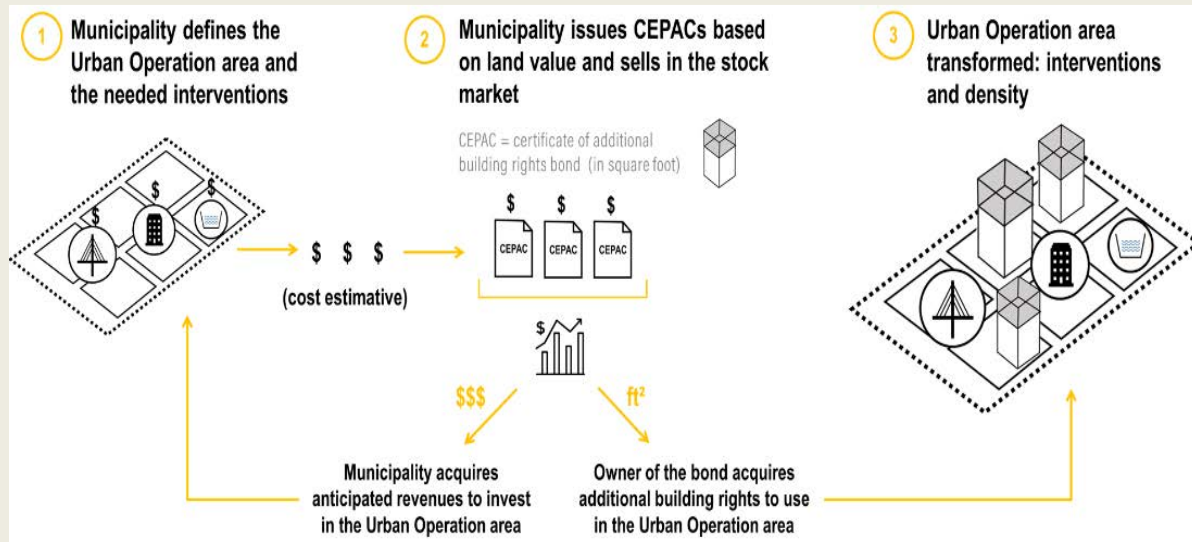 1
Municipality defines the
Urban Operation area and
the needed interventions
2
Municipality issues CEPACs based
on land value and sells in the stock
market
CEPAC = certificate of additional
building rights bond (in square foot)
3
Urban Operation area
transformed: interventions
and density
$ $ $
$ $ $
(cost estimative)
$ $ $
CEPAC CEPAC CEPAC
$
$$$ ft²
Municipality acquires
anticipated revenues to invest
in the Urban Operation area
Owner of the bond acquires
additional building rights to use
in the Urban Operation area